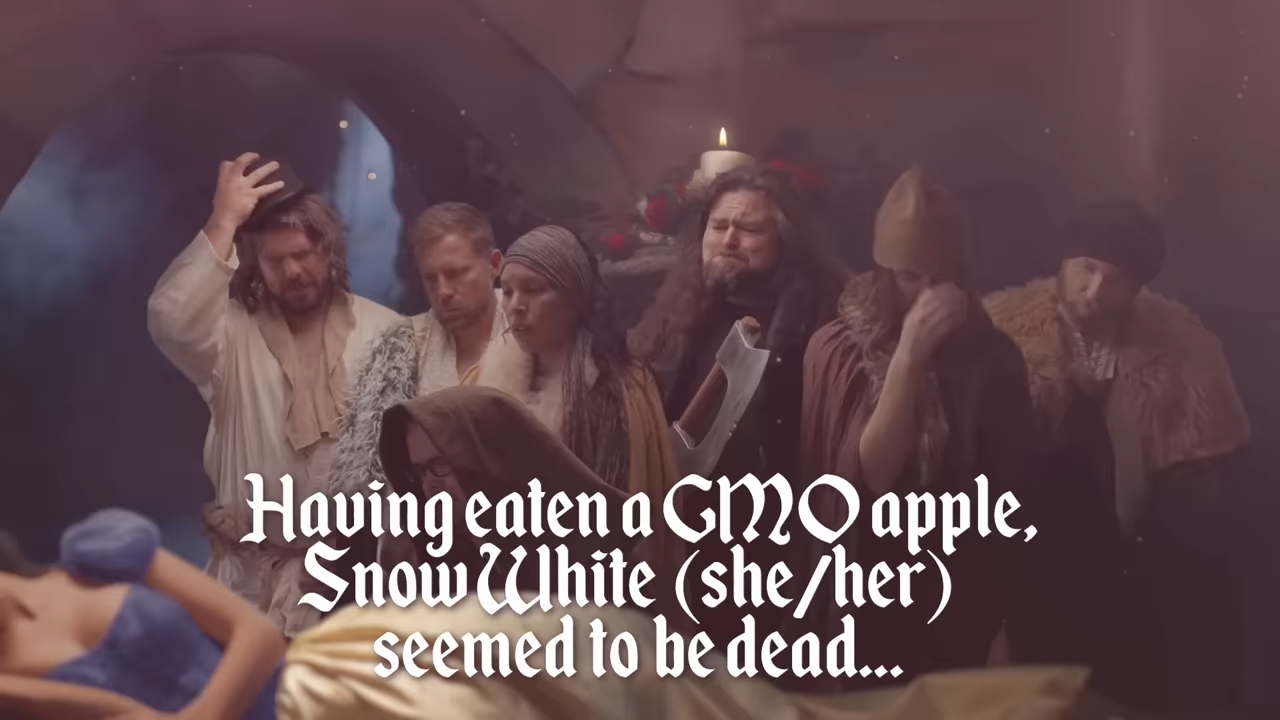 Having eaten a GMO apple,
Snow White (she/her)
seemed to be dead...